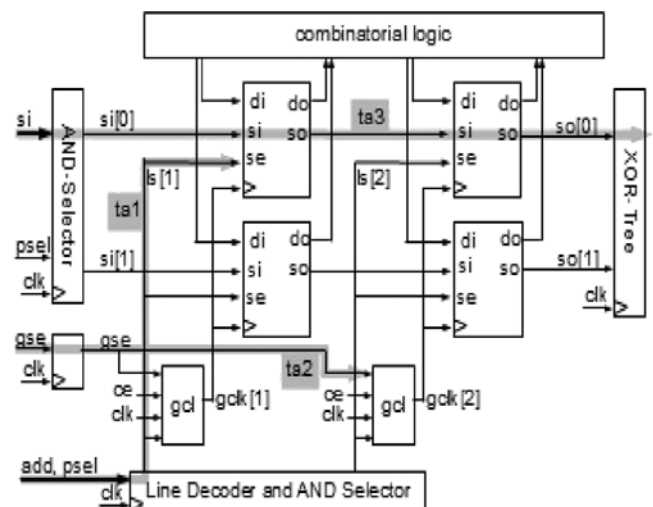 combinatorial logic
di do di do
si si[0] si so ta3 si so so[0]
AND-Selector
se se
ls[1] ls[2]
XOR-Tree
ta1
di do di do
psel
si[1] si so si so so[1]
clk se se
clk
gse gse
ta2
clk
ce gcl gclk[1] ce gcl gclk[2]
clk clk
add, psel
clk Line Decoder and AND Selector